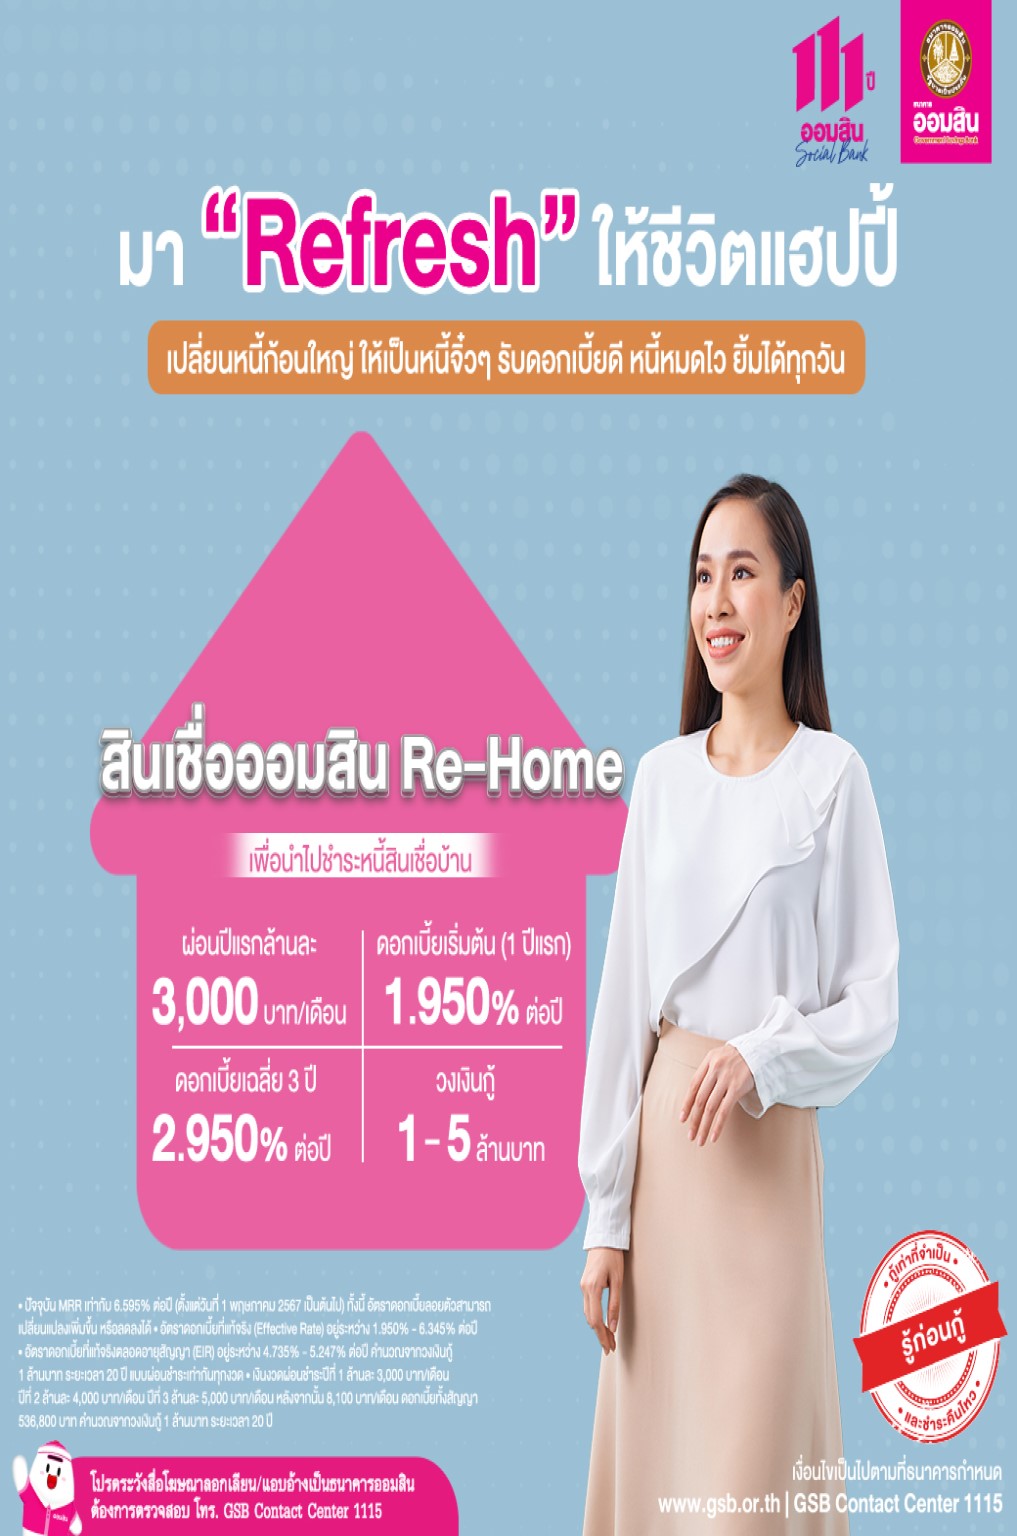 111 ปี
ออมสิน
Social Bank
ธนาคาร
ออมสิน
Government Savings Bank
มา “Refresh” ให้ชีวิตแฮปปี้
เปลี่ยนหนี้ก้อนใหญ่ ให้เป็นหนี้จิ๋วๆ รับดอกเบี้ยดี หนี้หมดไว ยิ้มได้ทุกวัน
สินเชื่อออมสิน Re-Home
เพื่อนำไปชำระหนี้สินเชื่อบ้าน
ผ่อนปีแรกล้านละ
3,000 บาท/เดือน
ดอกเบี้ยเริ่มต้น (1 ปีแรก)
1.950% ต่อปี
ดอกเบี้ยเฉลี่ย 3 ปี
2.950% ต่อปี
วงเงินกู้
1 - 5 ล้านบาท
• ปัจจุบัน MRR เท่ากับ 6.595% ต่อปี (ตั้งแต่วันที่ 1 พฤษภาคม 2567 เป็นต้นไป) ทั้งนี้ อัตราดอกเบี้ยลอยตัวสามารถ
เปลี่ยนแปลงเพิ่มขึ้น หรือลดลงได้ • อัตราดอกเบี้ยที่แท้จริง (Effective Rate) อยู่ระหว่าง 1.950% - 6.345% ต่อปี
• อัตราดอกเบี้ยที่แท้จริงตลอดอายุสัญญา (EIR) อยู่ระหว่าง 4.735% - 5.247% ต่อปี คำนวณจากวงเงินกู้
1 ล้านบาท ระยะเวลา 20 ปี แบบผ่อนชำระเท่ากันทุกงวด • เงินงวดผ่อนชำระปีที่ 1 ล้านละ 3,000 บาท/เดือน
ปีที่ 2 ล้านละ 4,000 บาท/เดือน ปีที่ 3 ล้านละ 5,000 บาท/เดือน หลังจากนั้น 8,100 บาท/เดือน ดอกเบี้ยทั้งสัญญา
536,800 บาท คำนวณจากวงเงินกู้ 1 ล้านบาท ระยะเวลา 20 ปี
กู้เท่าที่จำเป็น
รู้ก่อนกู้
• และชำระคืนไหว •
โปรดระวังสื่อโฆษณาลอกเลียน/แอบอ้างเป็นธนาคารออมสิน
ต้องการตรวจสอบ โทร. GSB Contact Center 1115
เงื่อนไขเป็นไปตามที่ธนาคารกำหนด
www.gsb.or.th | GSB Contact Center 1115